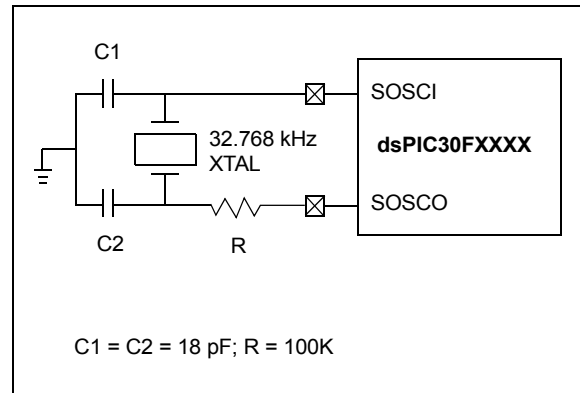 C1
SOSCI
32.768 kHz
XTAL
dsPIC30FXXXX
SOSCO
C2
R
C1 = C2 = 18 pF; R = 100K